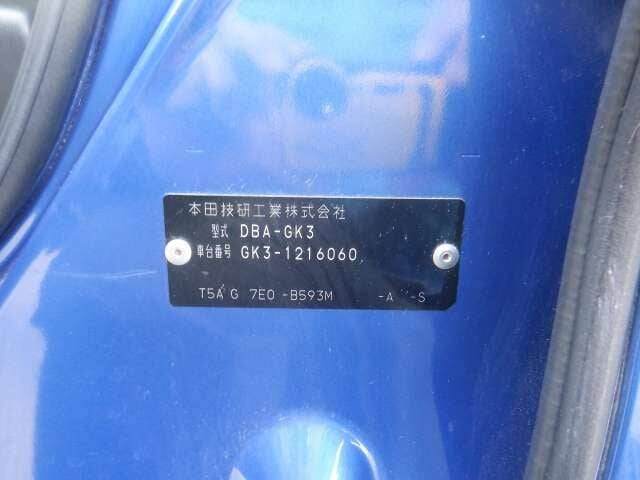 本田技研工業株式会社
型式 DBA-GK3
車台番号 GK3-1216060
T5A G 7E0 -B593M -A -S